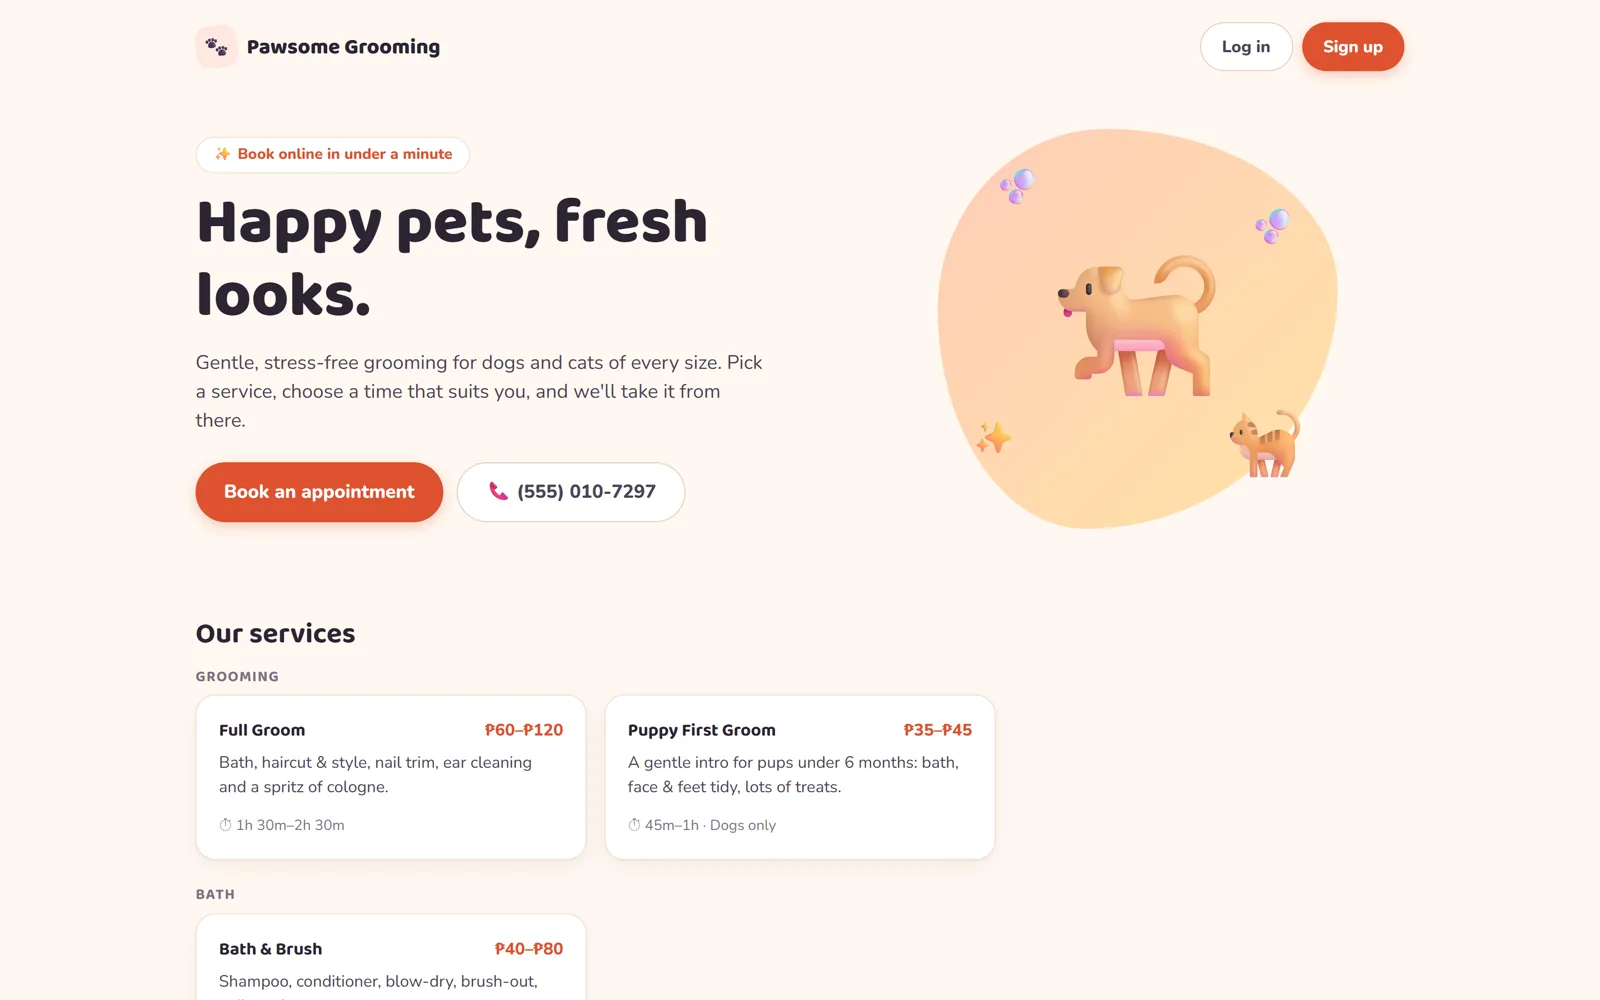 Pawsome Grooming
Log in
Sign up
Book online in under a minute
Happy pets, fresh
looks.
Gentle, stress-free grooming for dogs and cats of every size. Pick
a service, choose a time that suits you, and we'll take it from
there.
Book an appointment
(555) 010-7297
Our services
GROOMING
Full Groom
₱60–₱120
Bath, haircut & style, nail trim, ear cleaning
and a spritz of cologne.
1h 30m–2h 30m
Puppy First Groom
₱35–₱45
A gentle intro for pups under 6 months: bath,
face & feet tidy, lots of treats.
45m–1h · Dogs only
BATH
Bath & Brush
₱40–₱80
Shampoo, conditioner, blow-dry, brush-out,